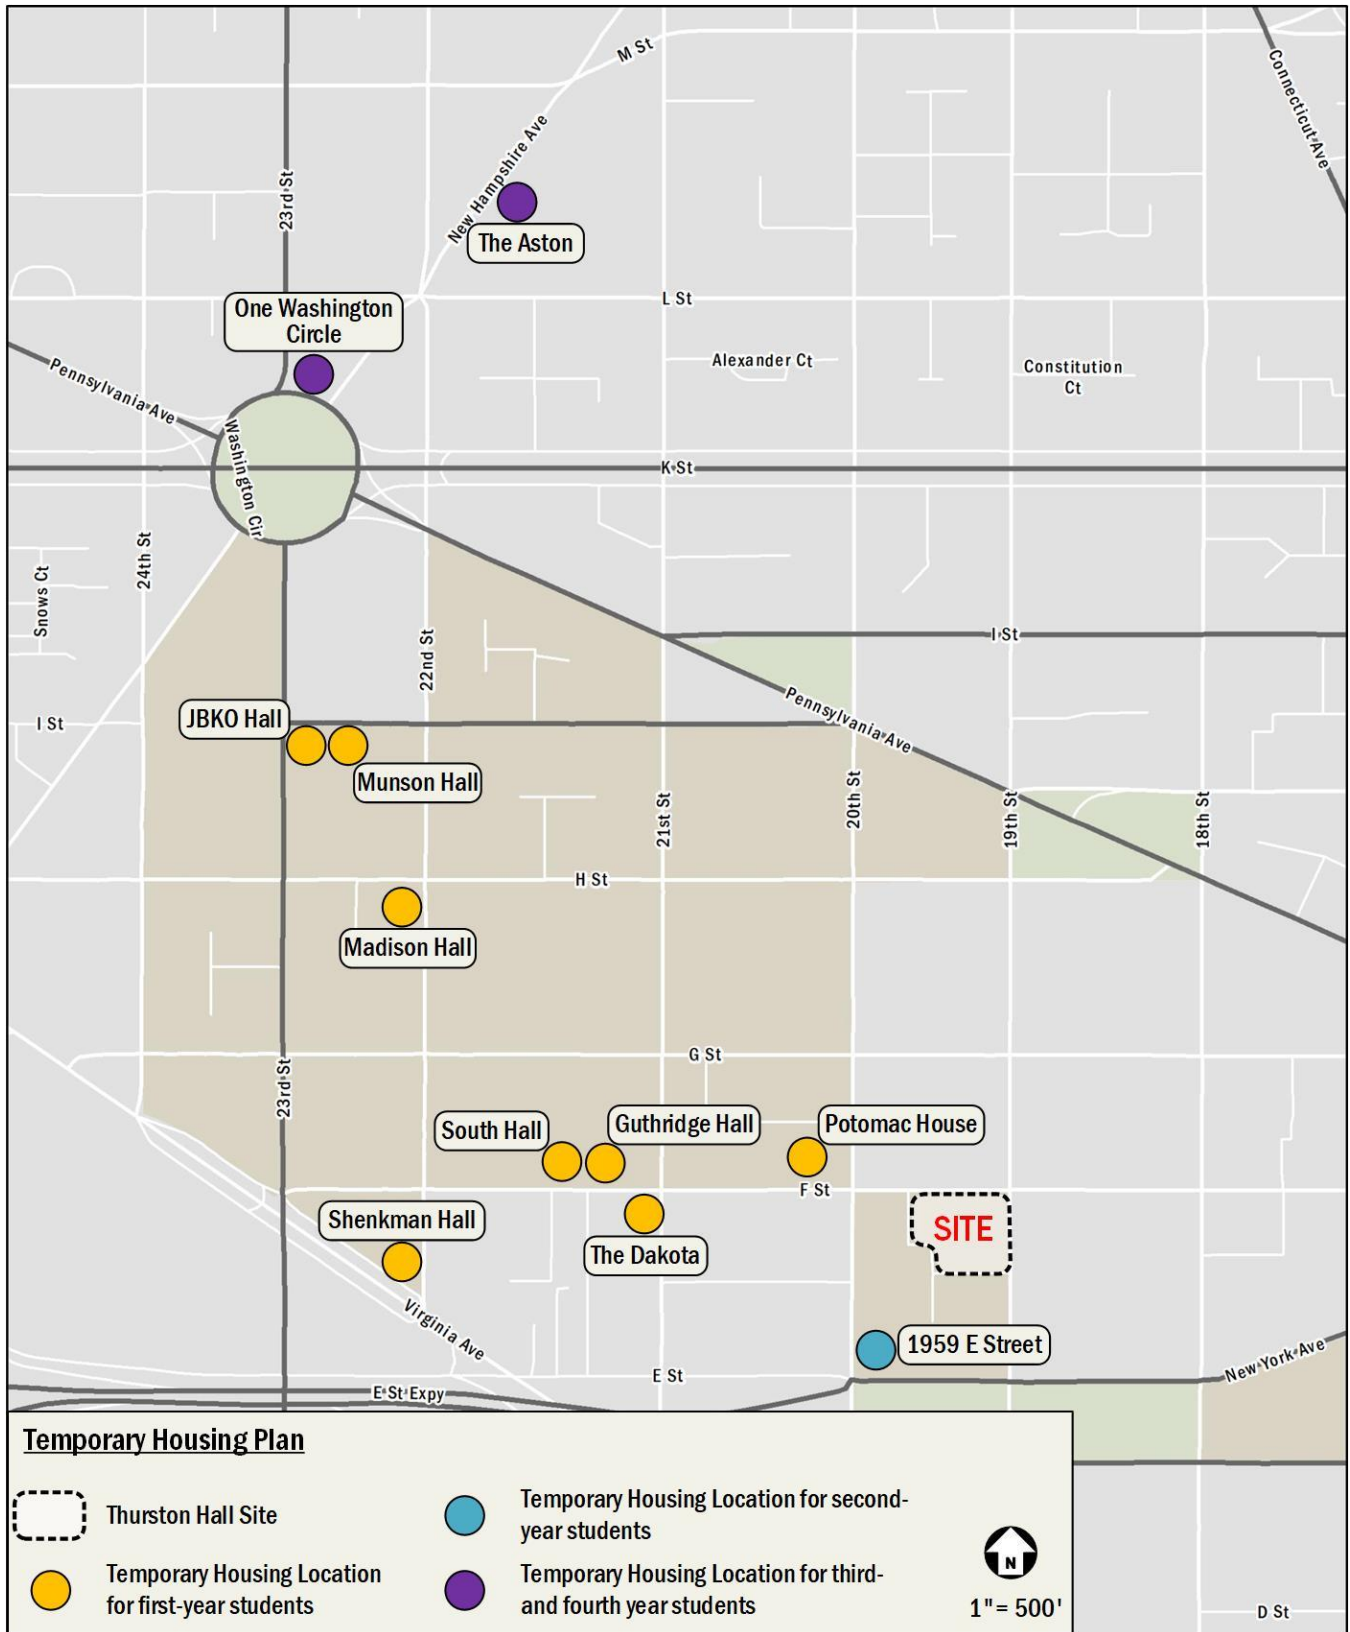 M St
Connecticut Ave
New Hampshire Ave
23rd St
The Aston
L St
One Washington
Circle
Alexander Ct
Constitution
Ct
Pennsylvania Ave
Washington Cir
K St
24th St
Snows Ct
22nd St
I St
Pennsylvania Ave
JBKO Hall
I St
Munson Hall
21st St
20th St
19th St
18th St
H St
Madison Hall
G St
23rd St
South Hall
Guthridge Hall
Potomac House
F St
Shenkman Hall
The Dakota
SITE
Virginia Ave
1959 E Street
New York Ave
E St
E St Expy
Temporary Housing Plan
Thurston Hall Site
Temporary Housing Location
for first-year students
Temporary Housing Location for second-
year students
Temporary Housing Location for third-
and fourth year students
N
1"= 500'
D St